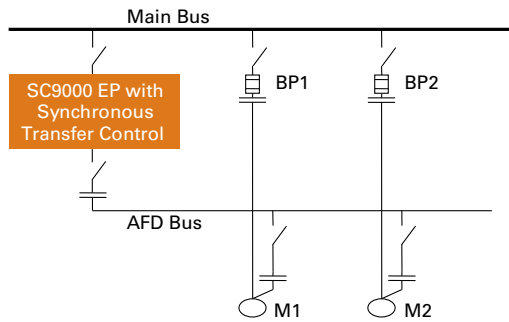 Main Bus
SC9000 EP with
Synchronous
Transfer Control
BP1
BP2
AFD Bus
M1
M2